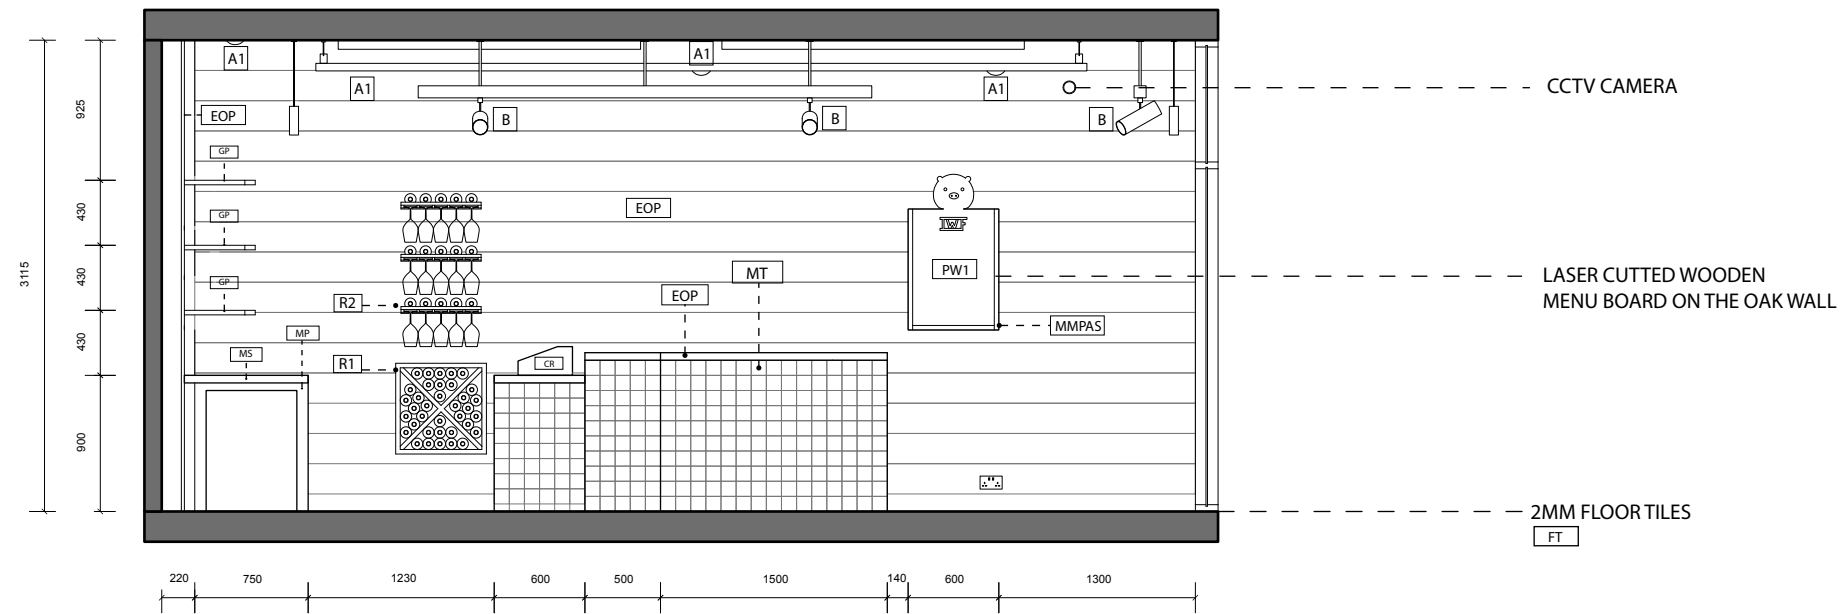 A1
A1
A1
A1
CCTV CAMERA
925
EOP
B
B
B
GP
430
GP
EOP
IWF
3115
430
GP
MT
PW1
LASER CUTTED WOODEN
MENU BOARD ON THE OAK WALL
EOP
R2
MMPAS
430
MP
MS
R1
CR
900
2MM FLOOR TILES
FT
220
750
1230
600
500
1500
140
600
1300